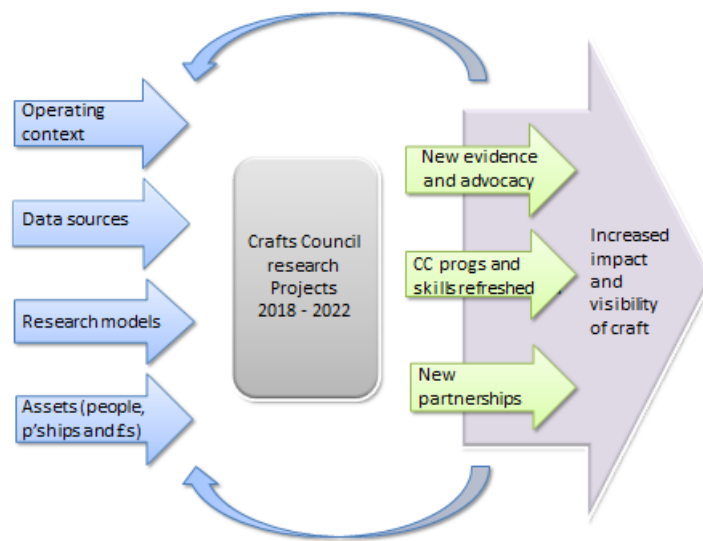 Operating
context
Data sources
Research models
Assets (people,
p'ships and £s)
Crafts Council
research
Projects
2018 - 2022
New evidence
and advocacy
CC progs and
skills refreshed .
New
partnerships
Increased
impact
and
visibility
of craft